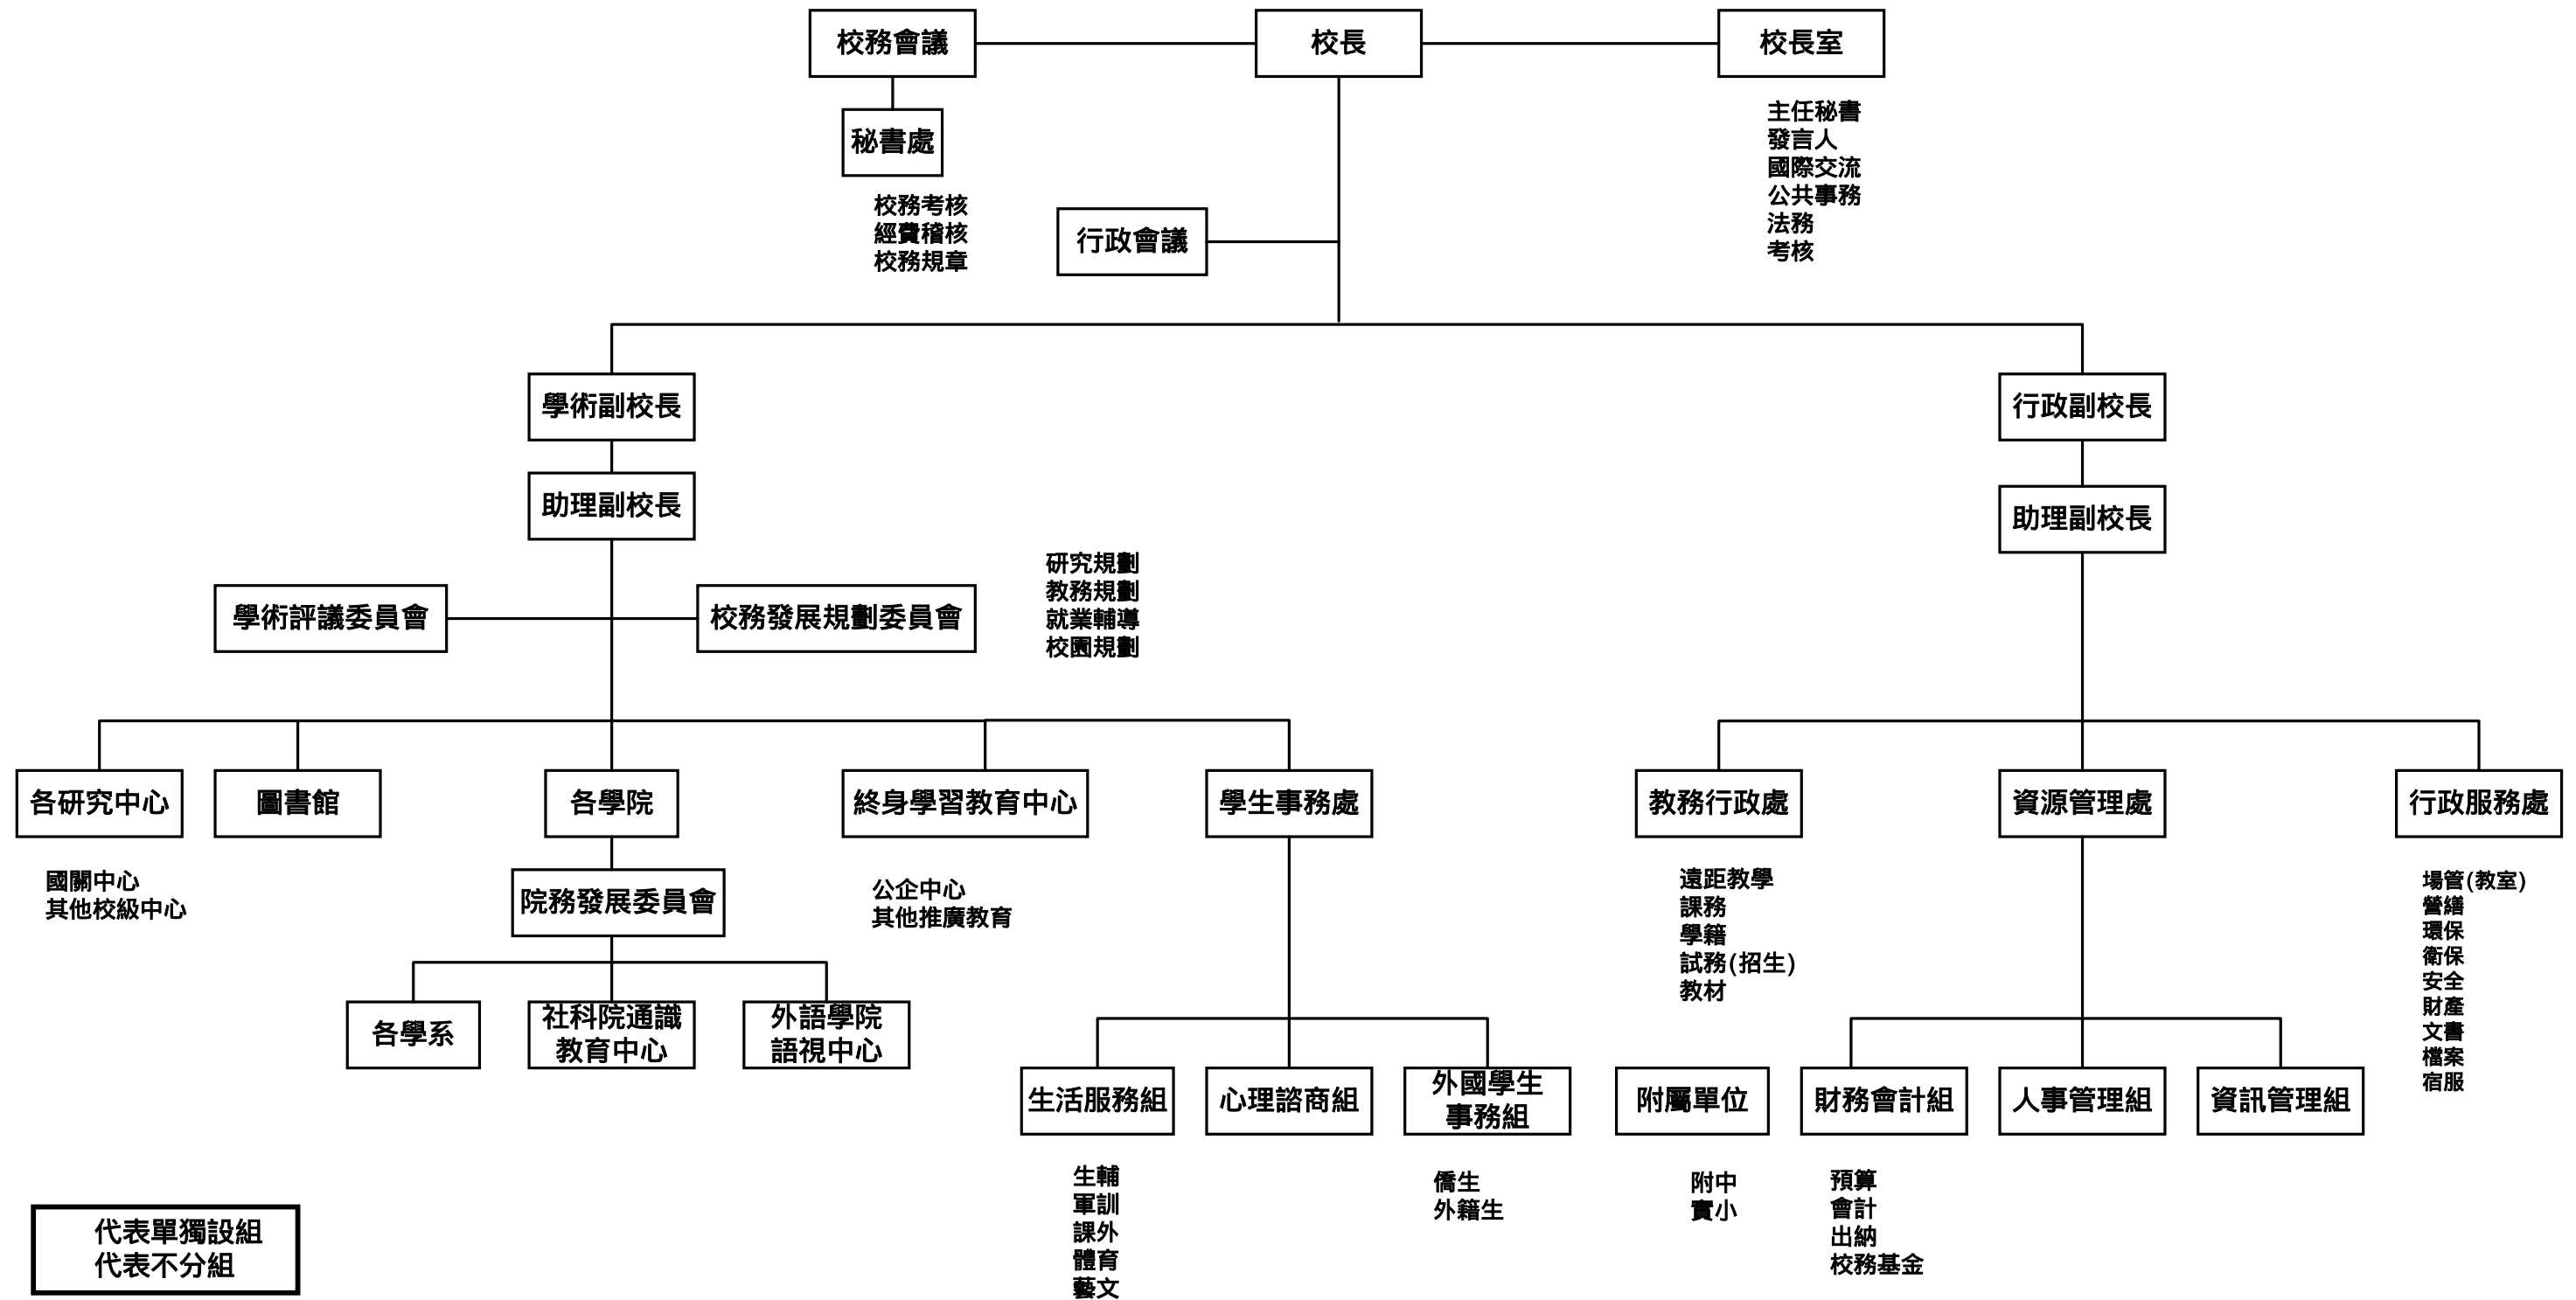 校務會議
校長
校長室
秘書處
主任秘書
發言人
國際交流
公共事務
法務
考核
校務考核
經費稽核
校務規章
行政會議
學術副校長
行政副校長
助理副校長
助理副校長
學術評議委員會
校務發展規劃委員會
研究規劃
教務規劃
就業輔導
校園規劃
各研究中心
圖書館
各學院
終身學習教育中心
學生事務處
教務行政處
資源管理處
行政服務處
國關中心
其他校級中心
院務發展委員會
公企中心
其他推廣教育
遠距教學
課務
學籍
試務(招生)
教材
場管(教室)
營繕
環保
衛保
安全
財產
文書
檔案
宿服
各學系
社科院通識
教育中心
外語學院
語視中心
生活服務組
心理諮商組
外國學生
事務組
附屬單位
財務會計組
人事管理組
資訊管理組
生輔
軍訓
課外
體育
藝文
僑生
外籍生
附中
實小
預算
會計
出納
校務基金
代表單獨設組
代表不分組